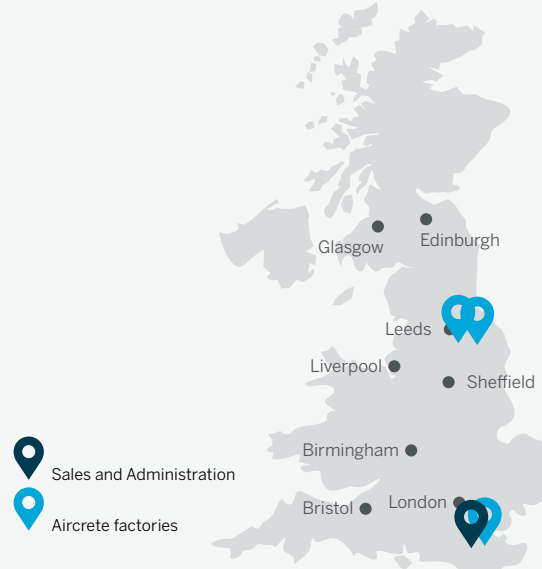 Glasgow
Edinburgh
Leeds
Liverpool
Sheffield
Birmingham
Sales and Administration
Bristol
London
Aircrete factories